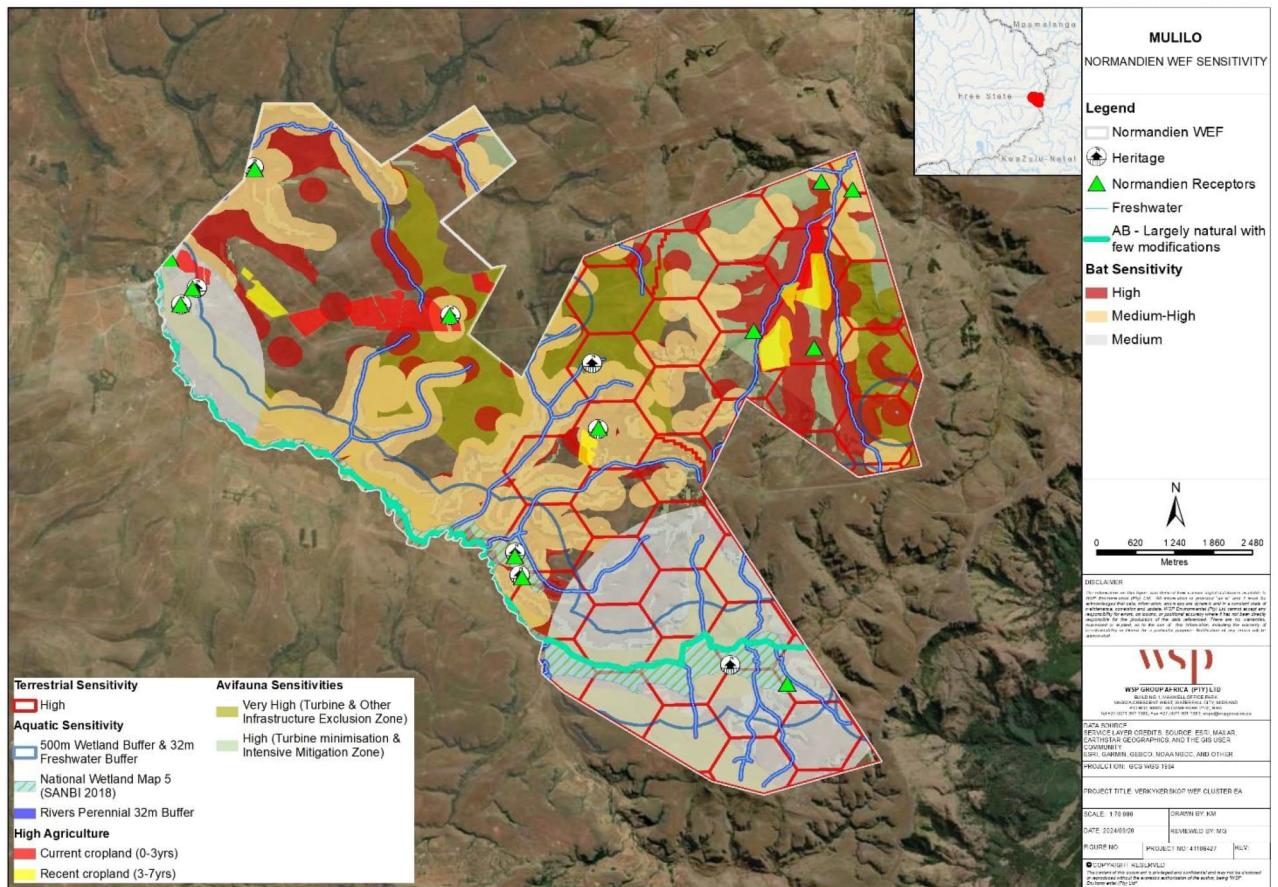 Mpumalanga
Free State
KwaZulu-Natal
MULILO
NORMANDIEN WEF SENSITIVITY
Legend
Normandien WEF
Heritage
Normandien Receptors
Freshwater
AB - Largely natural with
few modifications
Bat Sensitivity
High
Medium-High
Medium
N
0 620 1 240 1 860 2 480
Metres
DISCLAIMER
wsp
WSP GROUP AFRICA (PTY) LTD
DATA SOURCE
SERVICE LAYER CREDITS: SOURCE: ESRI, MAXAR,
EARTHSTAR GEOGRAPHICS, AND THE GIS USER
COMMUNITY
ESRI, GARMIN, GEBCO, NOAA NGDC, AND OTHER
PROJECTION: GCS WGS 1984
PROJECT TITLE: VERKYKERSKOP WEF CLUSTER EA
SCALE: 1:70 000
DRAWN BY: KM
DATE: 2024/09/20
REVIEWED BY: MG
FIGURE NO
PROJECT NO: 41106427
REV:
COPYRIGHT RESERVED
Terrestrial Sensitivity
High
Aquatic Sensitivity
500m Wetland Buffer & 32m
Freshwater Buffer
National Wetland Map 5
(SANBI 2018)
Rivers Perennial 32m Buffer
High Agriculture
Current cropland (0-3yrs)
Recent cropland (3-7yrs)
Avifauna Sensitivities
Very High (Turbine & Other
Infrastructure Exclusion Zone)
High (Turbine minimisation &
Intensive Mitigation Zone)